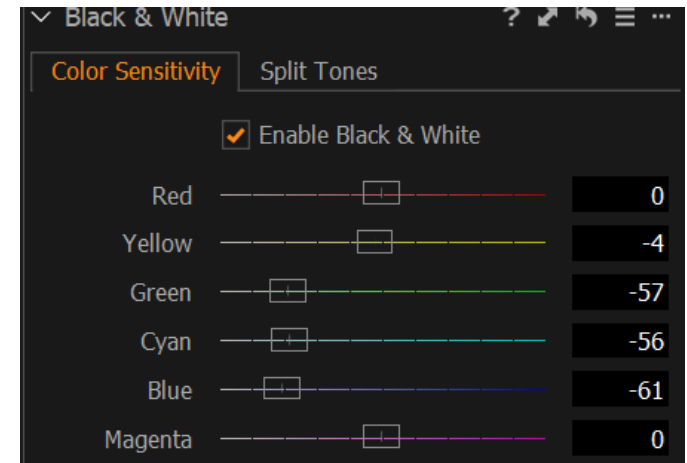 Black & White ?
Color Sensitivity Split Tones
Enable Black & White
Red 0
Yellow -4
Green -57
Cyan -56
Blue -61
Magenta 0